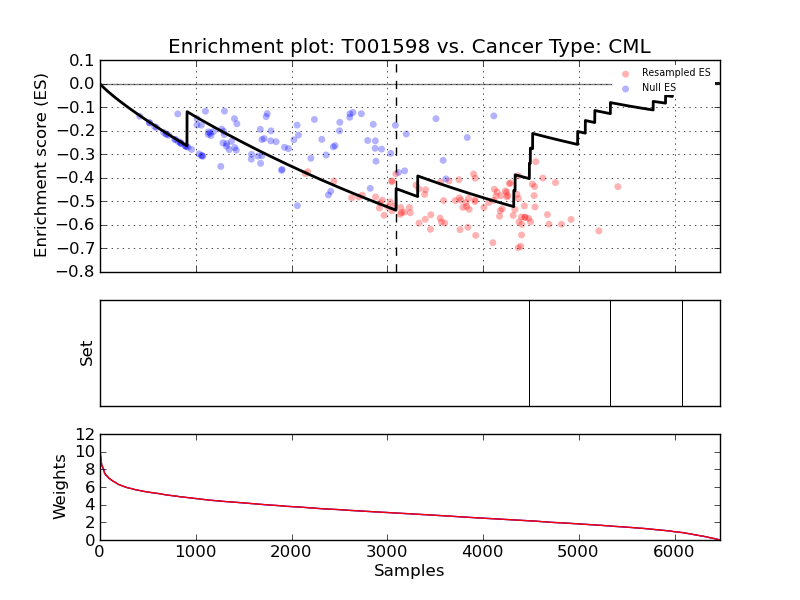 Enrichment plot: T001598 vs. Cancer Type: CML
Enrichment score (ES)
0.1
0.0
−0.1
−0.2
−0.3
−0.4
−0.5
−0.6
−0.7
−0.8
Resampled ES
Null ES
Set
Weights
12
10
8
6
4
2
0
0 1000 2000 3000 4000 5000 6000
Samples